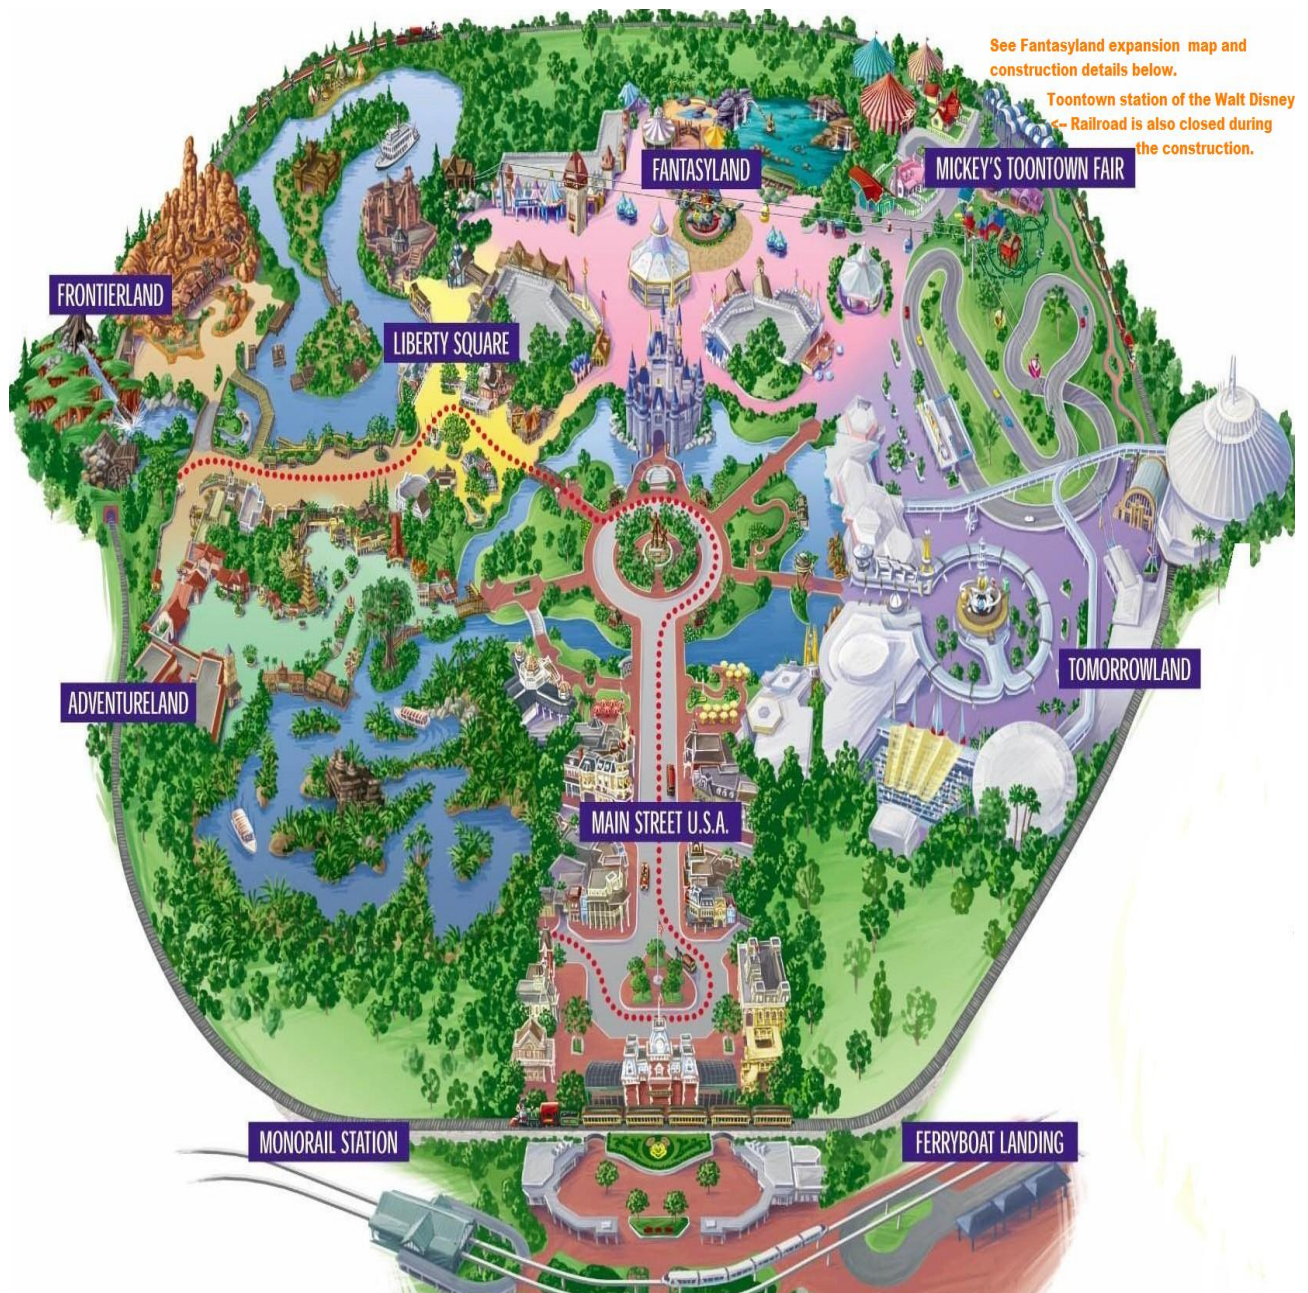 See Fantasyland expansion map and
construction details below.
Toontown station of the Walt Disney
<-- Railroad is also closed during
the construction.
FANTASYLAND
MICKEY'S TOONTOWN FAIR
FRONTIERLAND
LIBERTY SQUARE
TOMORROWLAND
ADVENTURELAND
MAIN STREET U.S.A.
MONORAIL STATION
FERRYBOAT LANDING